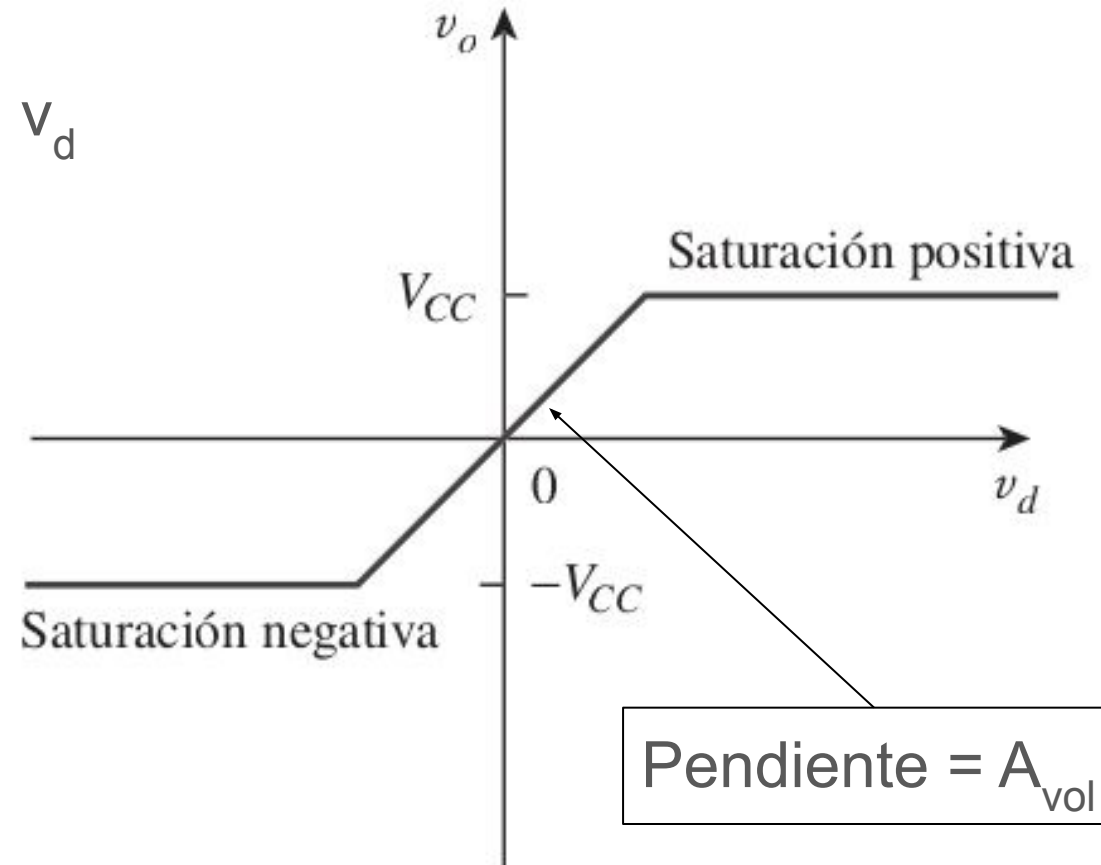 v_o
v_d
Saturación positiva
V_CC
0
v_d
−V_CC
Saturación negativa
Pendiente = A_vol